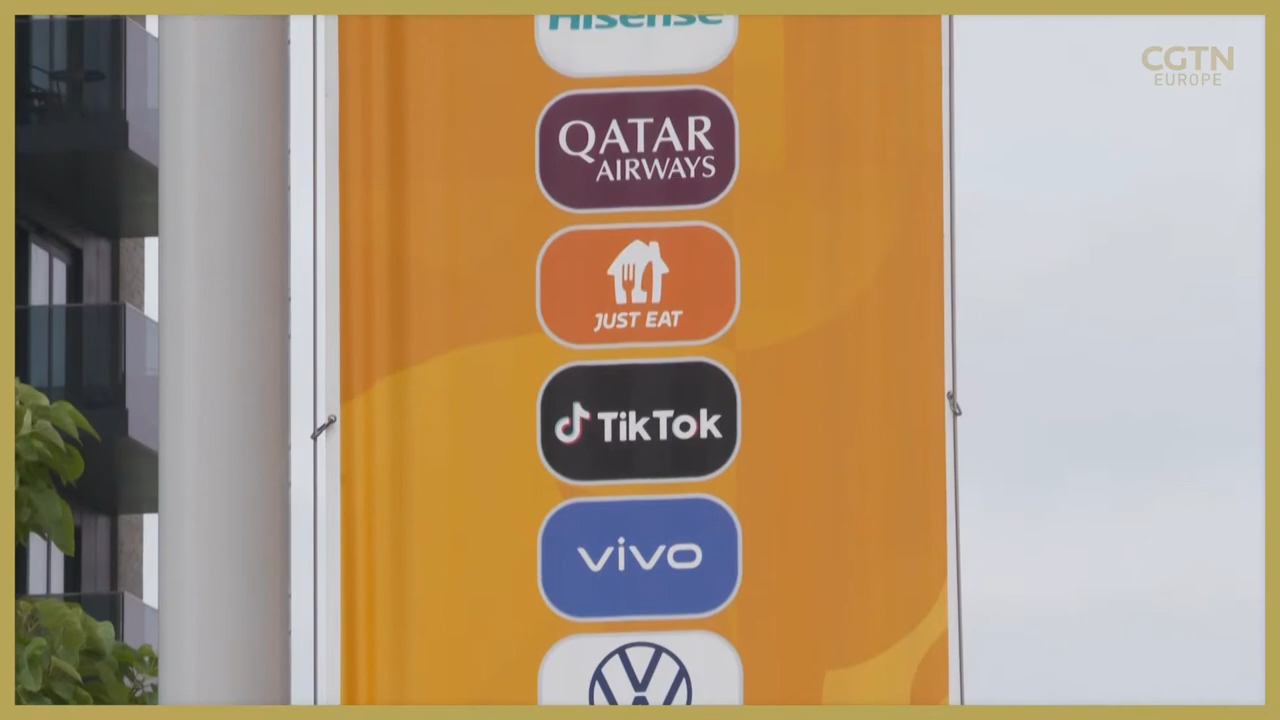 Hisense
CGTN
EUROPE
QATAR
AIRWAYS
JUST EAT
TikTok
vivo